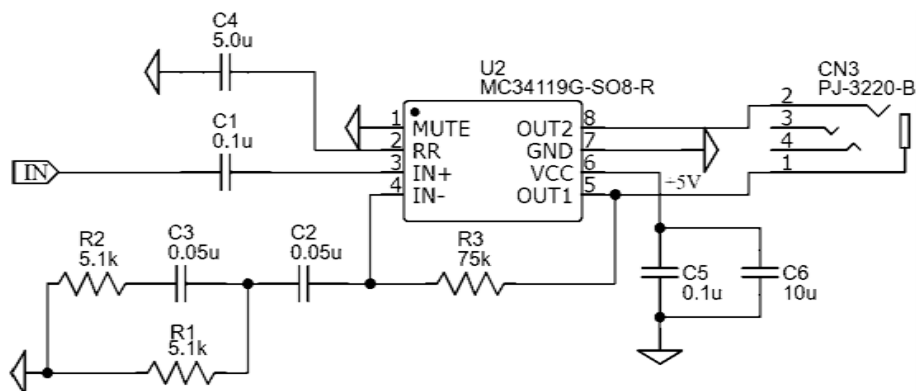 C4
5.0u
U2
MC34119G-SO8-R
CN3
PJ-3220-B
C1
0.1u
IN
1 MUTE OUT2 8
2 RR GND 7
3 IN+ VCC 6
4 IN- OUT1 5
+5V
2
3
4
1
R2
5.1k
C3
0.05u
C2
0.05u
R3
75k
C5
0.1u
C6
10u
R1
5.1k